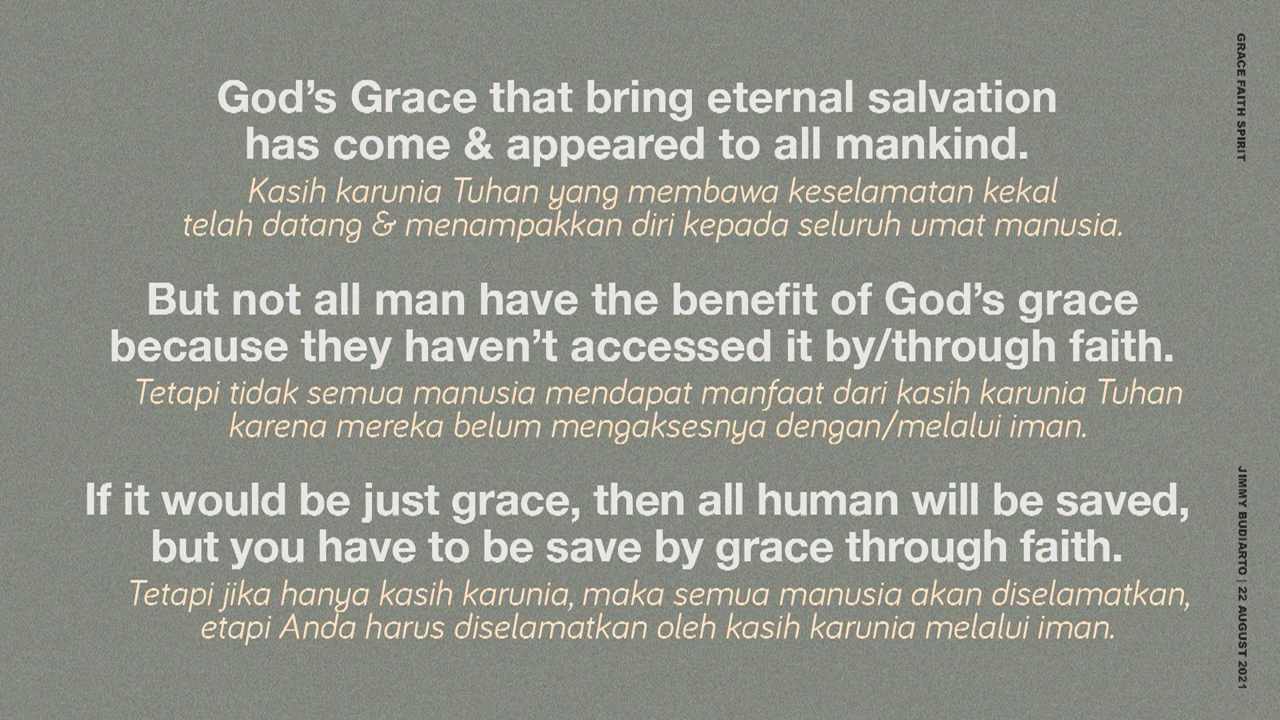 God's Grace that bring eternal salvation
has come & appeared to all mankind.
Kasih karunia Tuhan yang membawa keselamatan kekal
telah datang & menampakkan diri kepada seluruh umat manusia.
But not all man have the benefit of God's grace
because they haven't accessed it by/through faith.
Tetapi tidak semua manusia mendapat manfaat dari kasih karunia Tuhan
karena mereka belum mengaksesnya dengan/melalui iman.
If it would be just grace, then all human will be saved,
but you have to be save by grace through faith.
Tetapi jika hanya kasih karunia, maka semua manusia akan diselamatkan,
etapi Anda harus diselamatkan oleh kasih karunia melalui iman.
GRACE FAITH SPIRIT
JIMMY BUDIARTO | 22 AUGUST 2021